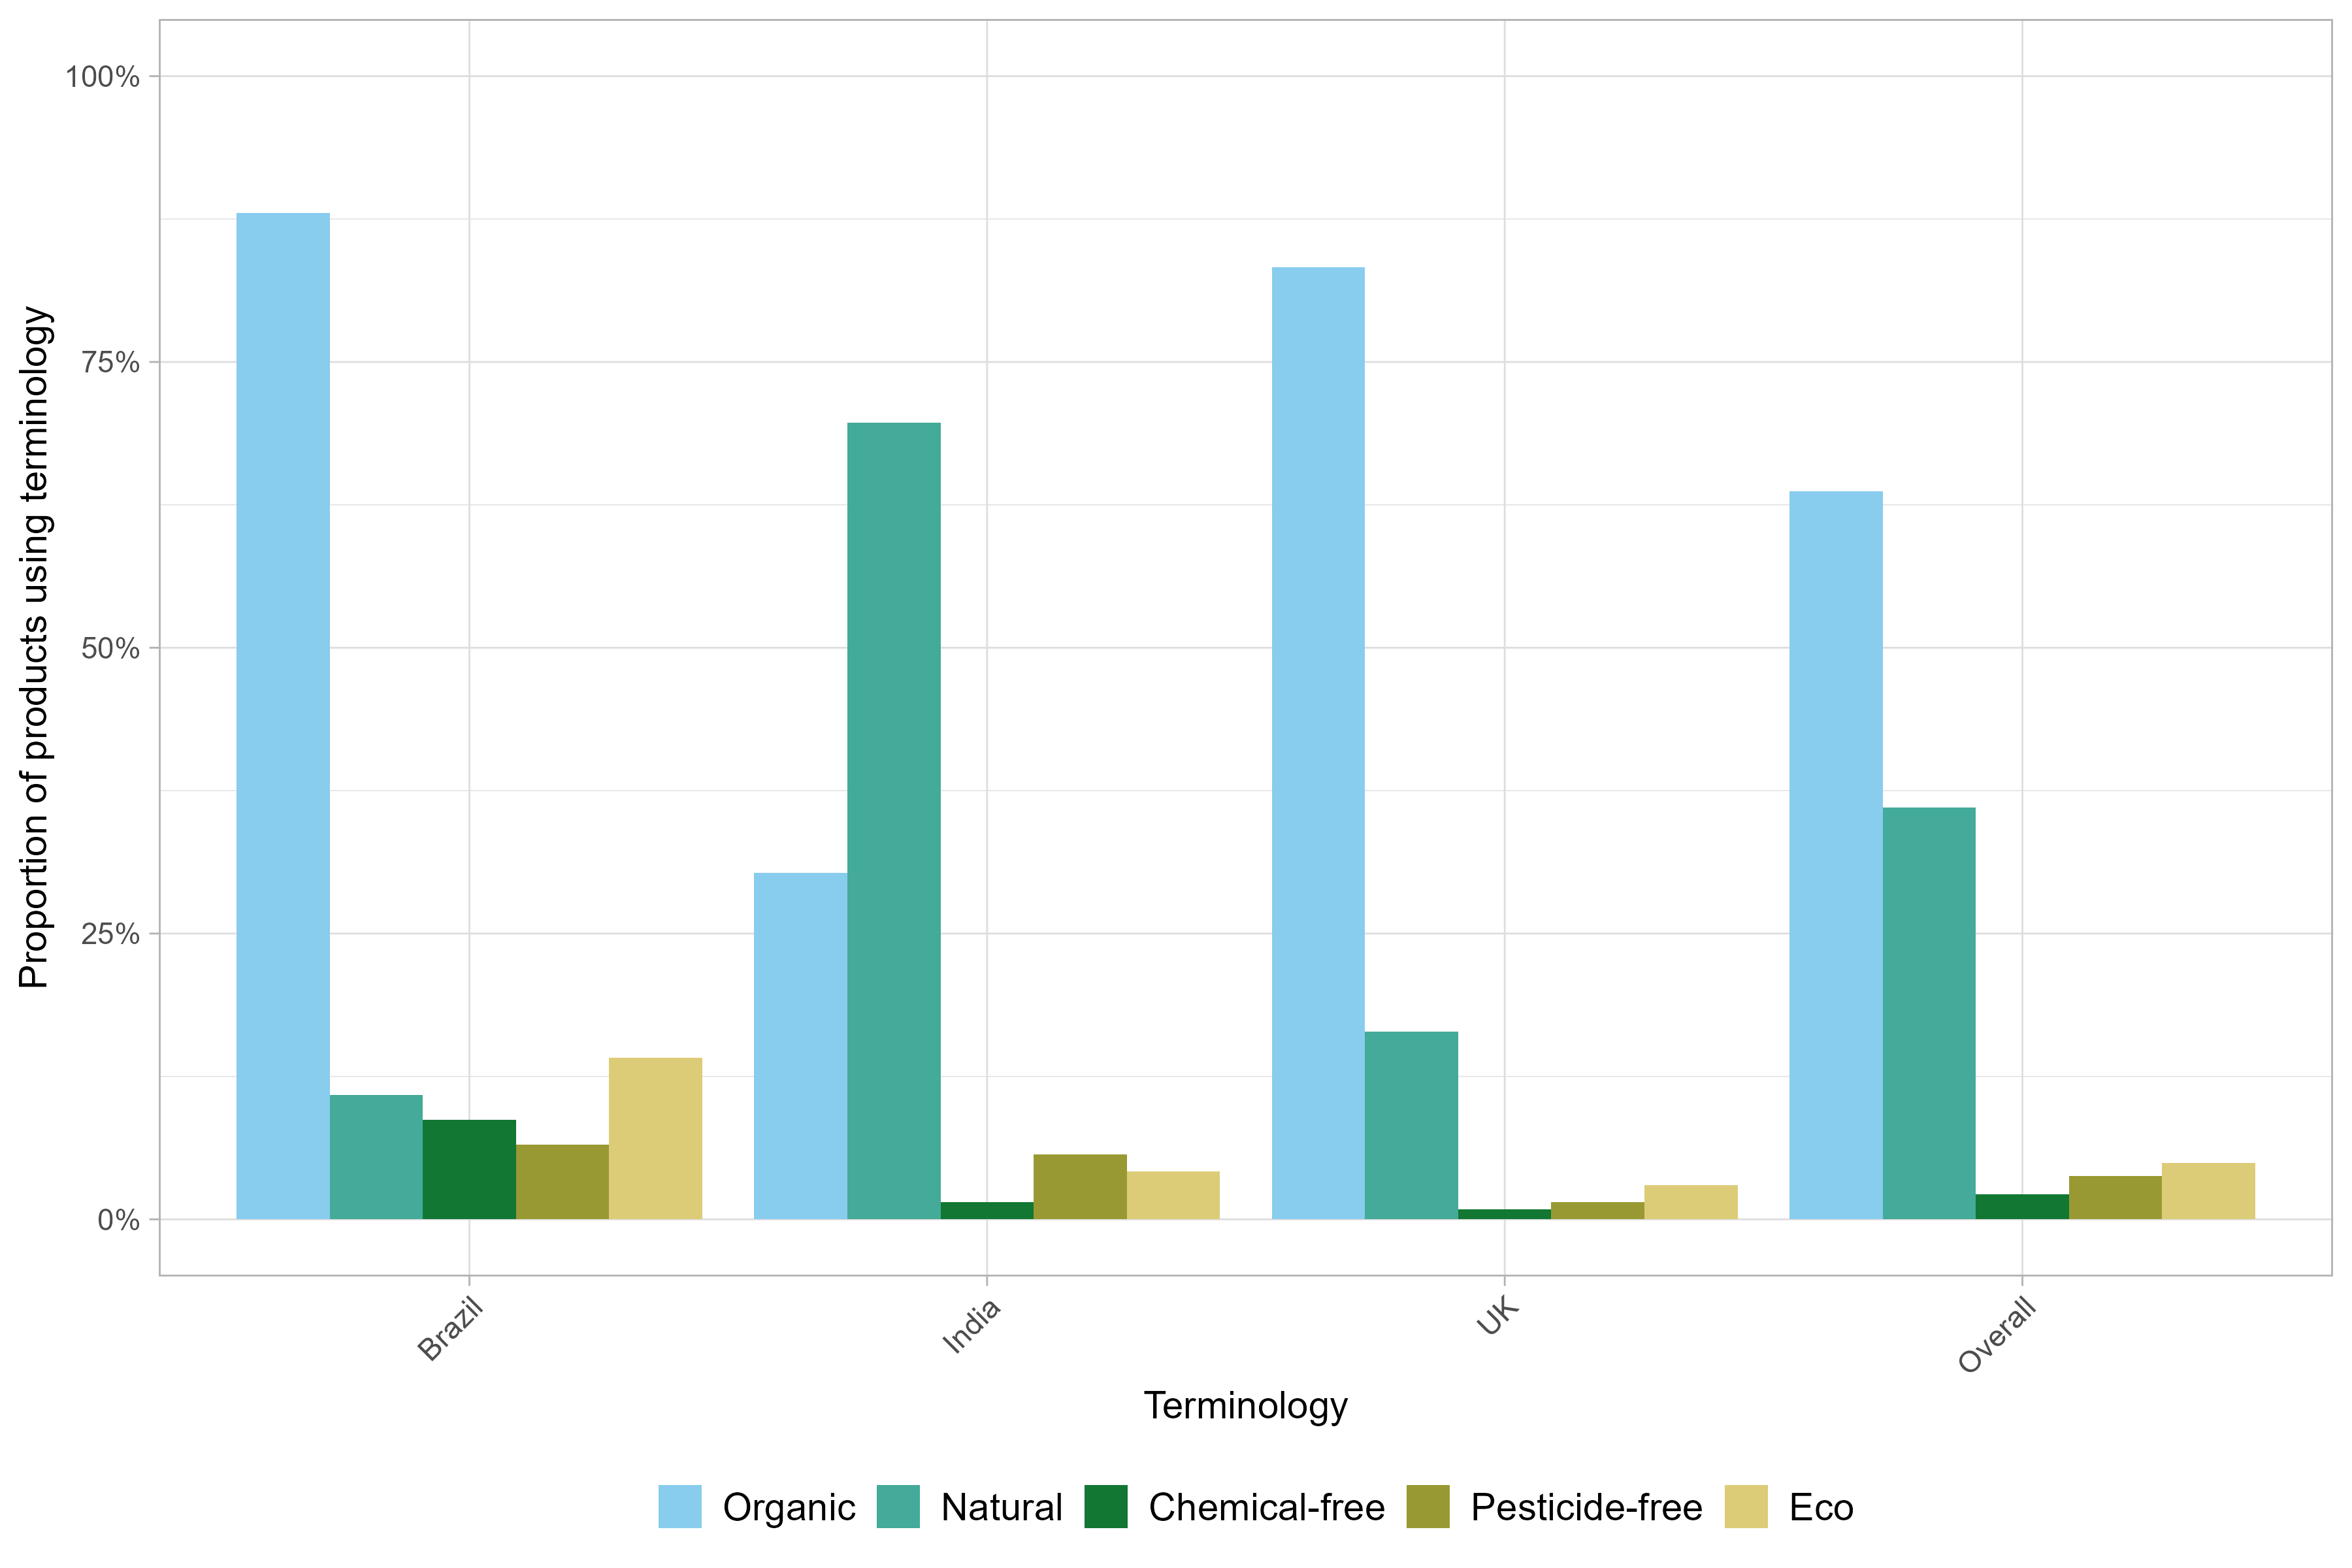 Proportion of products using terminology
100%
75%
50%
25%
0%
Brazil
India
UK
Overall
Terminology
Organic Natural Chemical-free Pesticide-free Eco